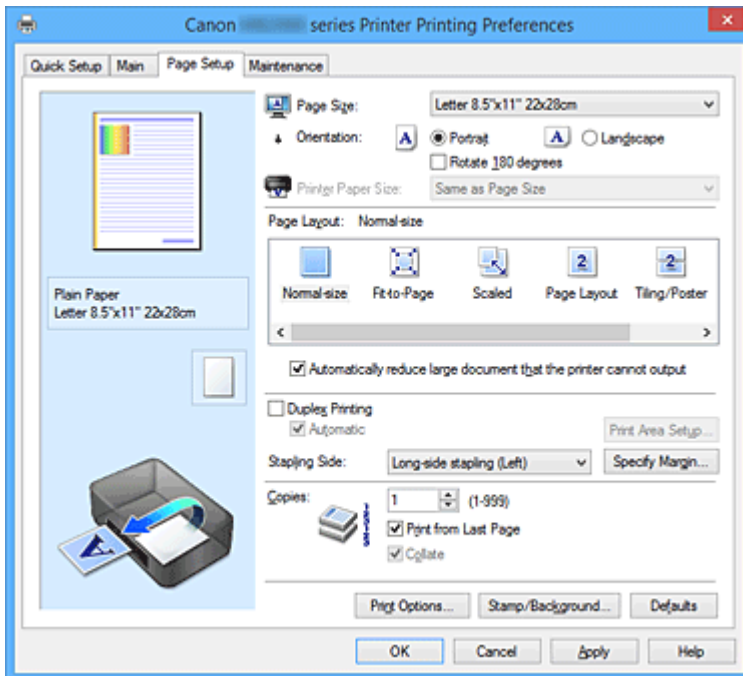 Canon series Printer Printing Preferences
Quick Setup Main Page Setup Maintenance
Page Size: Letter 8.5"x11" 22x28cm
Orientation: A Portrait A Landscape
Rotate 180 degrees
Printer Paper Size: Same as Page Size
Page Layout: Normal-size
2 2
Normal-size Fit-to-Page Scaled Page Layout Tiling/Poster
Plain Paper
Letter 8.5"x11" 22x28cm
Automatically reduce large document that the printer cannot output
Duplex Printing
Automatic
Print Area Setup...
Stapling Side: Long-side stapling (Left) Specify Margin...
Copies: 1 (1-999)
Print from Last Page
Collate
A
Print Options... Stamp/Background... Defaults
OK Cancel Apply Help